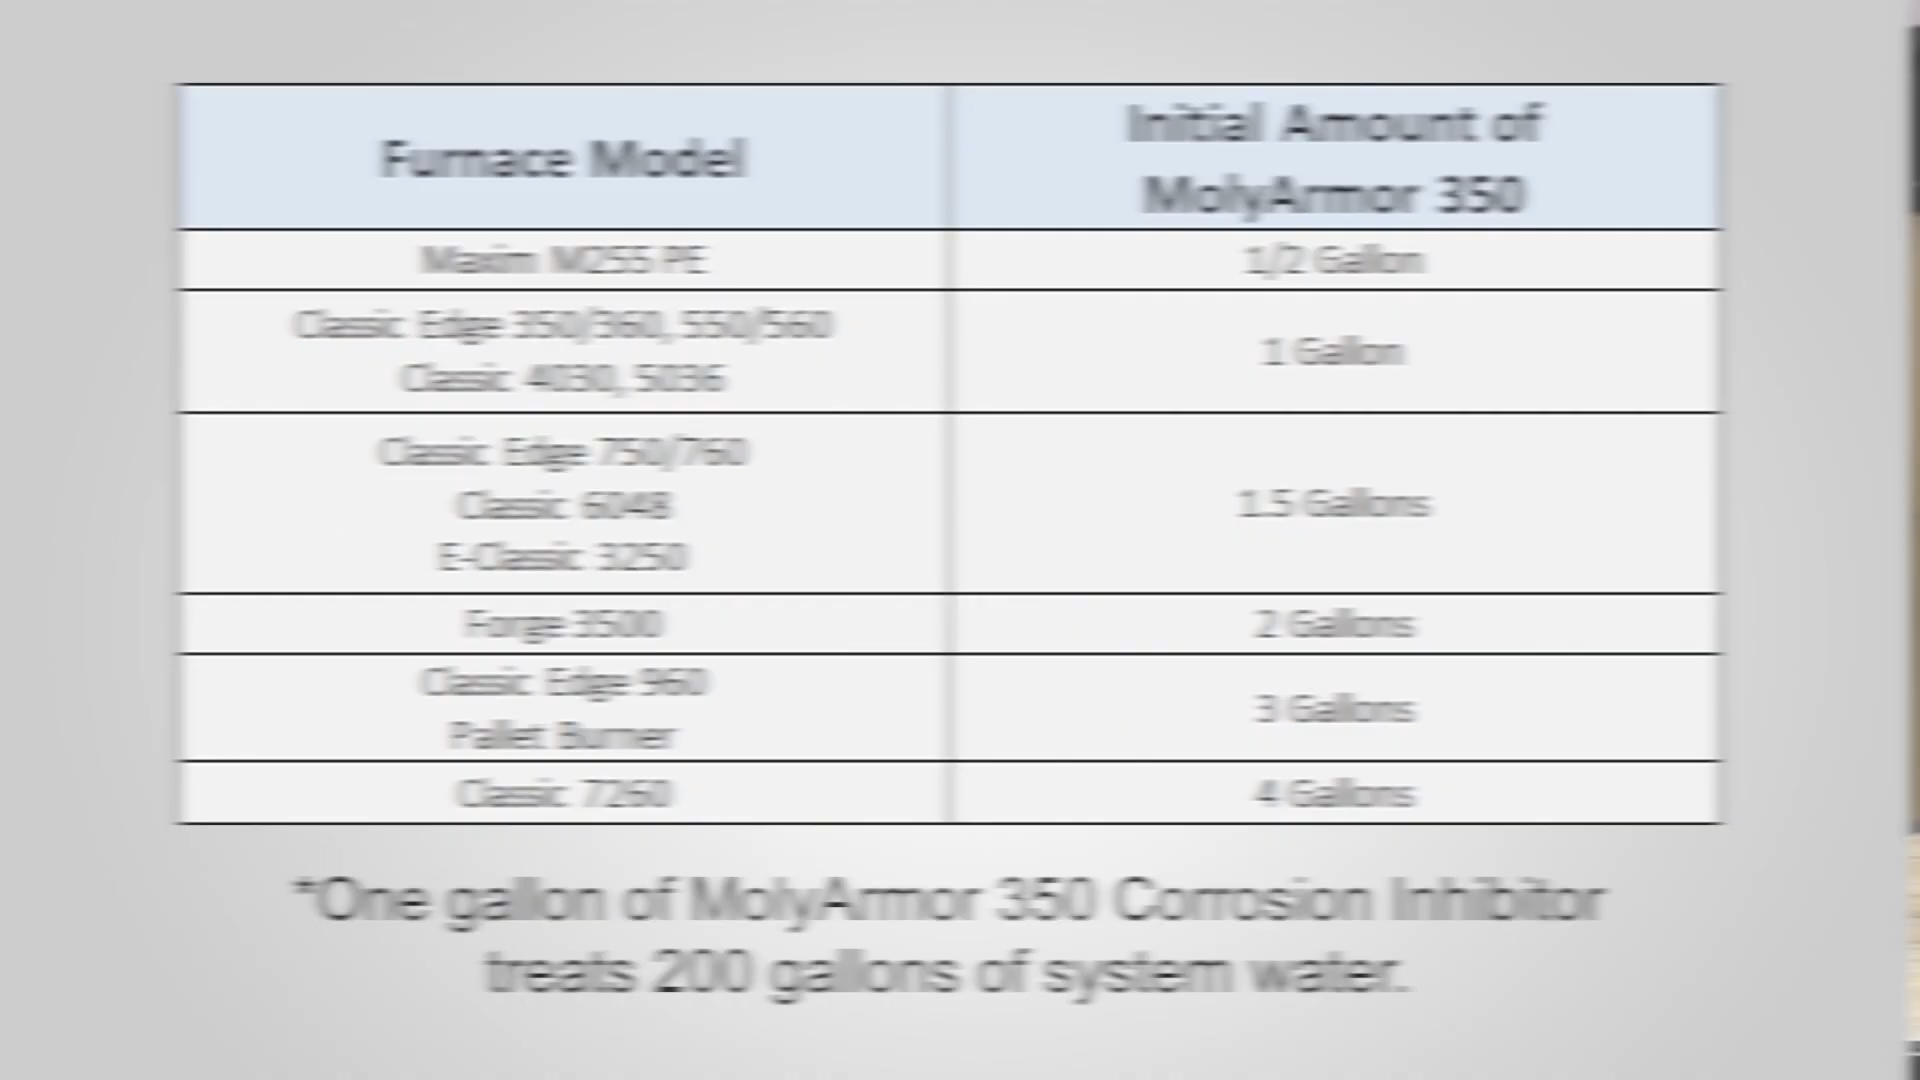 Furnace Model
Initial Amount of
MolyArmor 350
Maxim M255 PE
1/2 Gallon
Classic Edge 350/360, 550/560
Classic 4030, 5036
1 Gallon
Classic Edge 750/760
Classic 6048
E-Classic 3250
1.5 Gallons
Forge 3500
2 Gallons
Classic Edge 960
Pallet Burner
3 Gallons
Classic 7260
4 Gallons
*One gallon of MolyArmor 350 Corrosion Inhibitor
treats 200 gallons of system water.